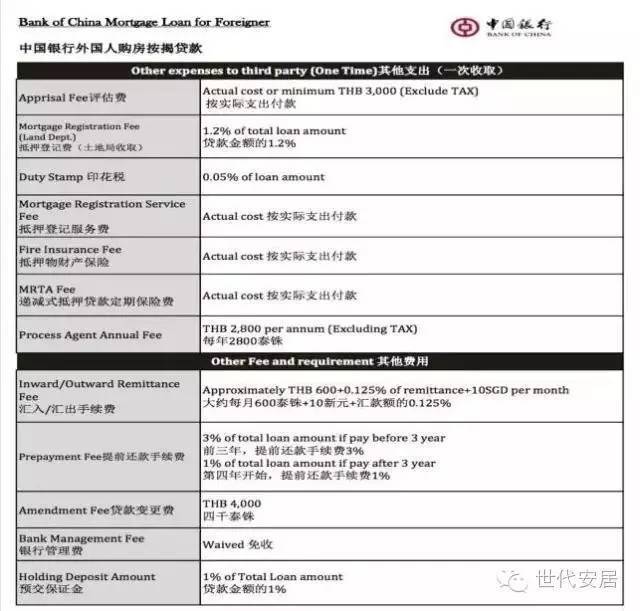 Bank of China Mortgage Loan for Foreigner
中国银行
BANK OF CHINA
中国银行外国人购房按揭贷款
Other expenses to third party (One Time)其他支出（一次收取）
Apprisal Fee评估费
Actual cost or minimum THB 3,000 (Exclude TAX)
按实际支出付款
Mortgage Registration Fee
(Land Dept.)
抵押登记费（土地局收取）
1.2% of total loan amount
贷款金额的1.2%
Duty Stamp 印花税
0.05% of loan amount
Mortgage Registration Service
Fee
抵押登记服务费
Actual cost 按实际支出付款
Fire Insurance Fee
抵押物财产保险
Actual cost 按实际支出付款
MRTA Fee
递减式抵押贷款定期保险费
Actual cost 按实际支出付款
Process Agent Annual Fee
THB 2,800 per annum (Excluding TAX)
每年2800泰铢
Other Fee and requirement 其他费用
Inward/Outward Remittance
Fee
汇入/汇出手续费
Approximately THB 600+0.125% of remittance+10SGD per month
大约每月600泰铢+10新元+汇款额的0.125%
Prepayment Fee提前还款手续费
3% of total loan amount if pay before 3 year
前三年，提前还款手续费3%
1% of total loan amount if pay after 3 year
第四年开始，提前还款手续费1%
Amendment Fee贷款变更费
THB 4,000
四千泰铢
Bank Management Fee
银行管理费
Waived 免收
Holding Deposit Amount
预交保证金
1% of Total Loan amount
贷款金额的1%
世代安居